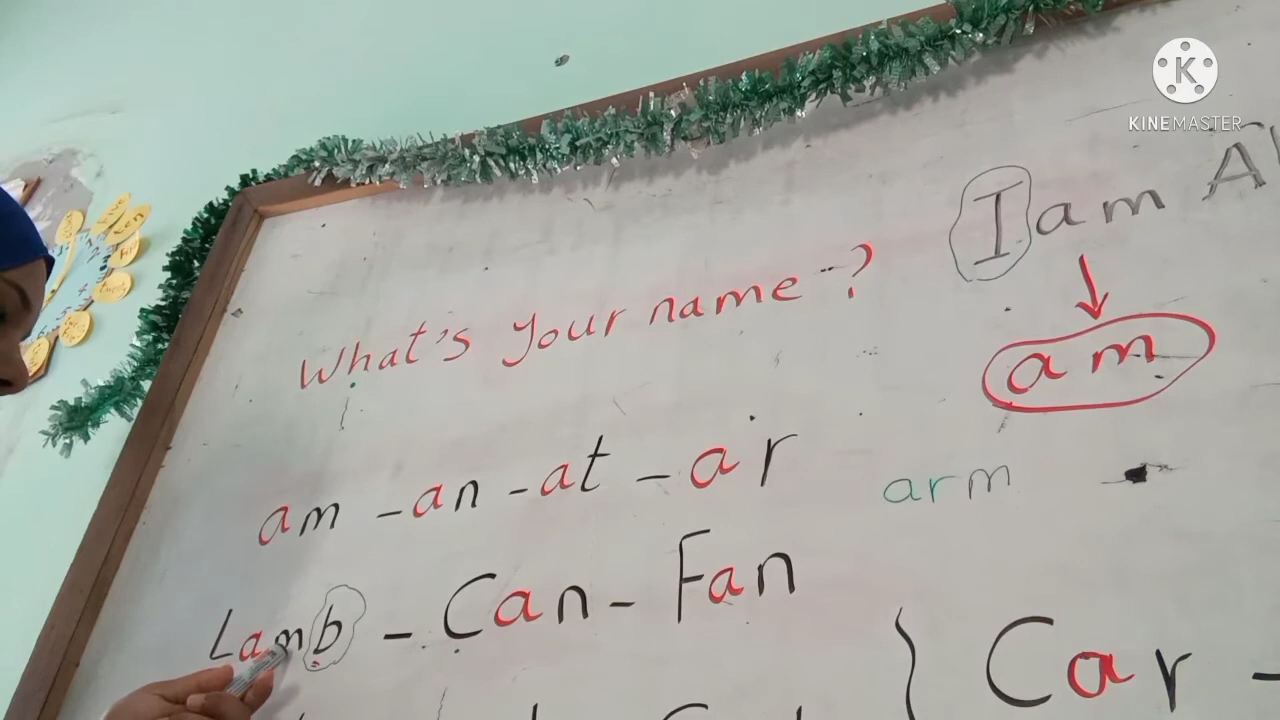 KINEMASTER
I am A
What's your name ?
am
am - an - at - ar
arm
Lamb - Can - Fan
Car -